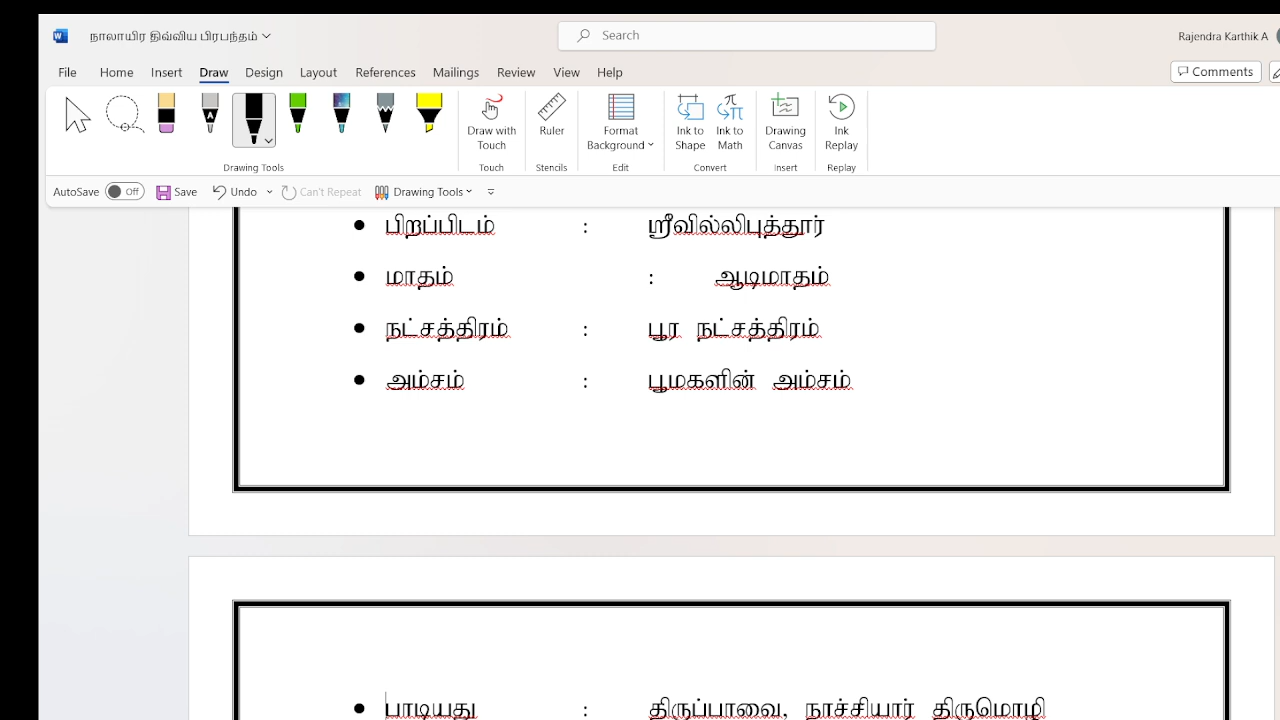 நாலாயிர திவ்விய பிரபந்தம்
Search
Rajendra Karthik A
File Home Insert Draw Design Layout References Mailings Review View Help
Comments
Draw with Touch Ruler Format Background Ink to Shape Ink to Math Drawing Canvas Ink Replay
Drawing Tools Touch Stencils Edit Convert Insert Replay
AutoSave Off Save Undo Can't Repeat Drawing Tools
• பிறப்பிடம் : ஸ்ரீவில்லிபுத்தூர்
• மாதம் : ஆடிமாதம்
• நட்சத்திரம் : பூர நட்சத்திரம்
• அம்சம் : பூமகளின் அம்சம்
• பாடியது : திருப்பாவை, நாச்சியார் திருமொழி